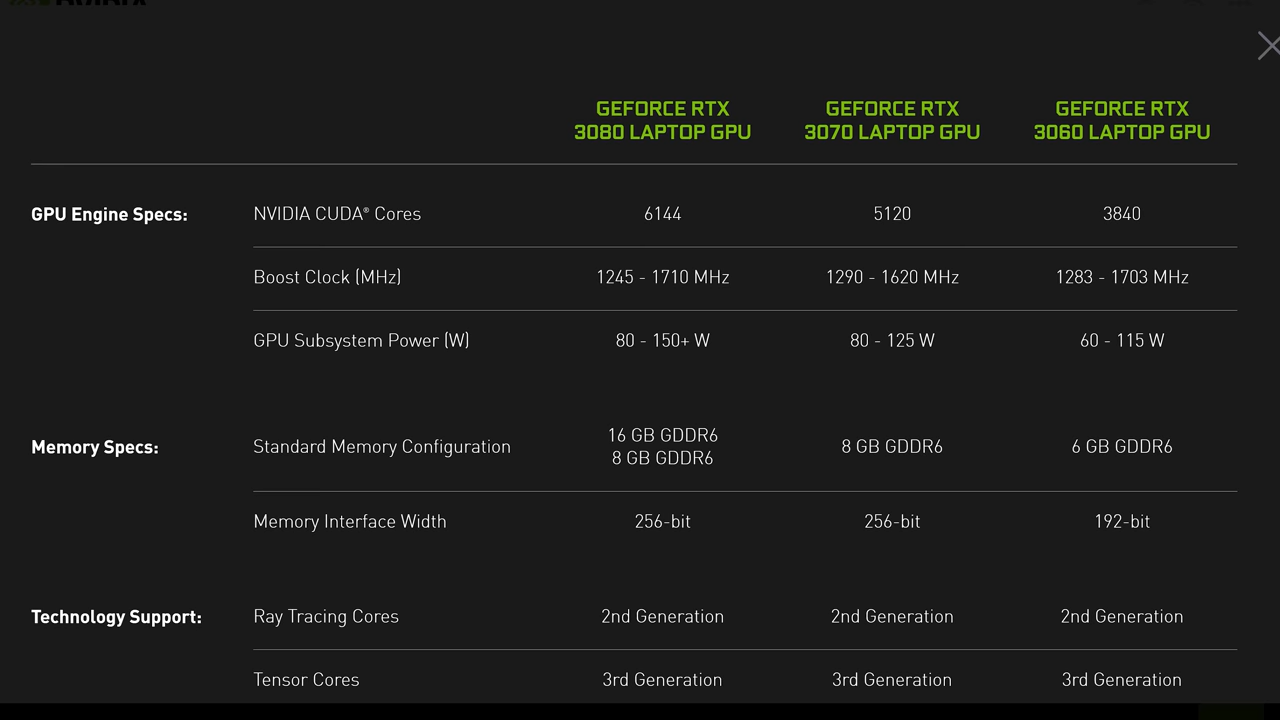 GEFORCE RTX
3080 LAPTOP GPU
GEFORCE RTX
3070 LAPTOP GPU
GEFORCE RTX
3060 LAPTOP GPU
GPU Engine Specs: NVIDIA CUDA® Cores 6144 5120 3840
Boost Clock (MHz) 1245 - 1710 MHz 1290 - 1620 MHz 1283 - 1703 MHz
GPU Subsystem Power (W) 80 - 150+ W 80 - 125 W 60 - 115 W
Memory Specs: Standard Memory Configuration 16 GB GDDR6
8 GB GDDR6 8 GB GDDR6 6 GB GDDR6
Memory Interface Width 256-bit 256-bit 192-bit
Technology Support: Ray Tracing Cores 2nd Generation 2nd Generation 2nd Generation
Tensor Cores 3rd Generation 3rd Generation 3rd Generation